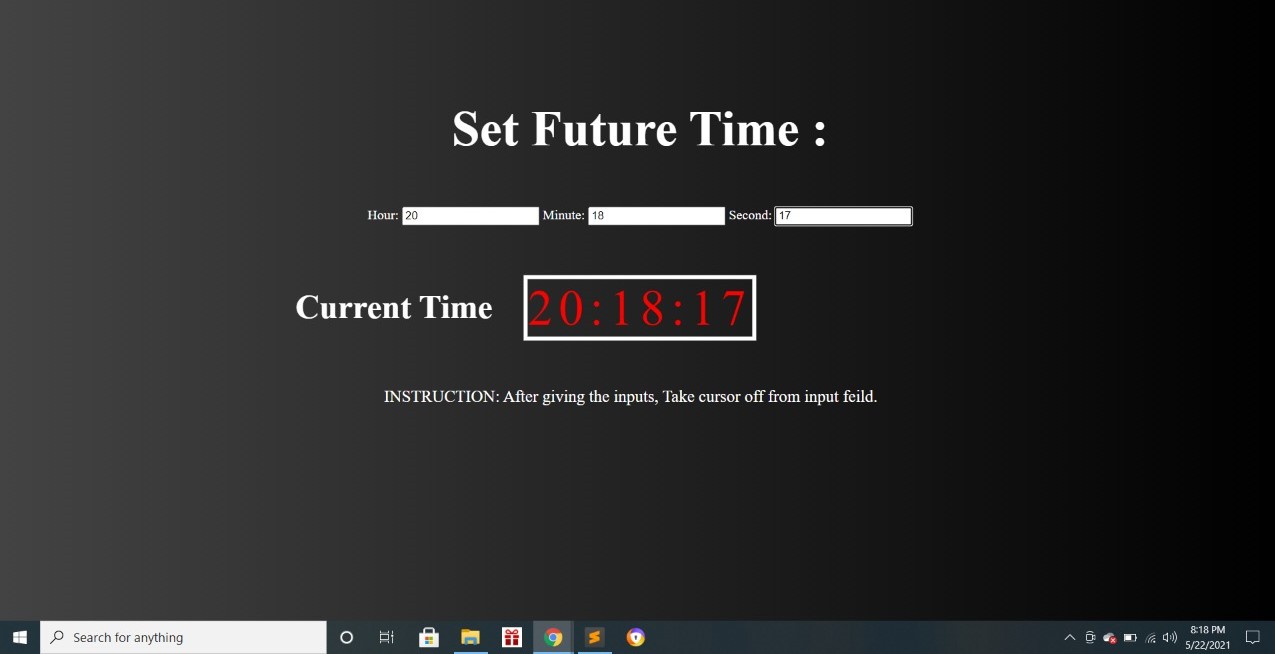 Set Future Time :
Hour: 20 Minute: 18 Second: 17
Current Time 20:18:17
INSTRUCTION: After giving the inputs, Take cursor off from input feild.
Search for anything
8:18 PM
5/22/2021